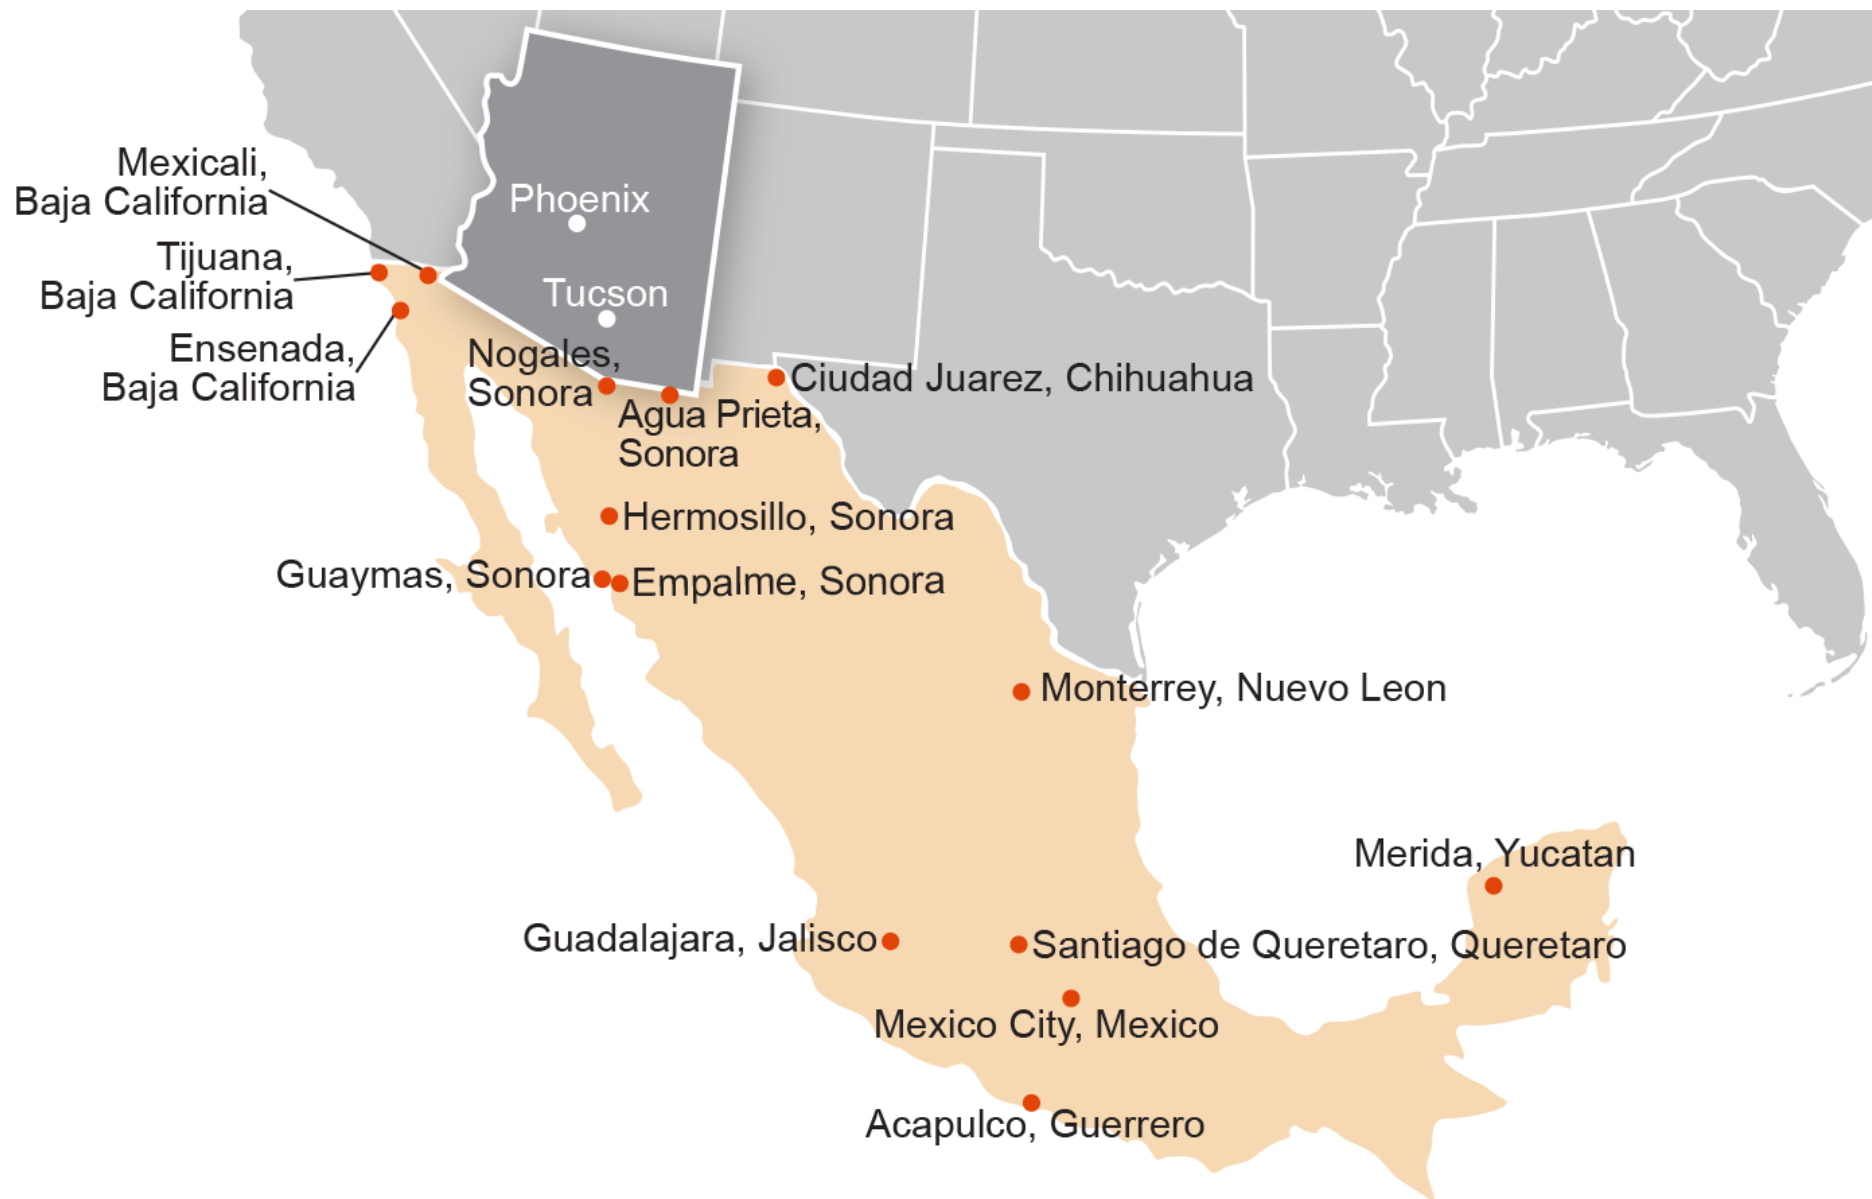 Mexicali,
Baja California
Phoenix
Tijuana,
Baja California
Tucson
Ensenada,
Baja California
Nogales,
Sonora
Ciudad Juarez, Chihuahua
Agua Prieta,
Sonora
Hermosillo, Sonora
Guaymas, Sonora
Empalme, Sonora
Monterrey, Nuevo Leon
Merida, Yucatan
Guadalajara, Jalisco
Santiago de Queretaro, Queretaro
Mexico City, Mexico
Acapulco, Guerrero